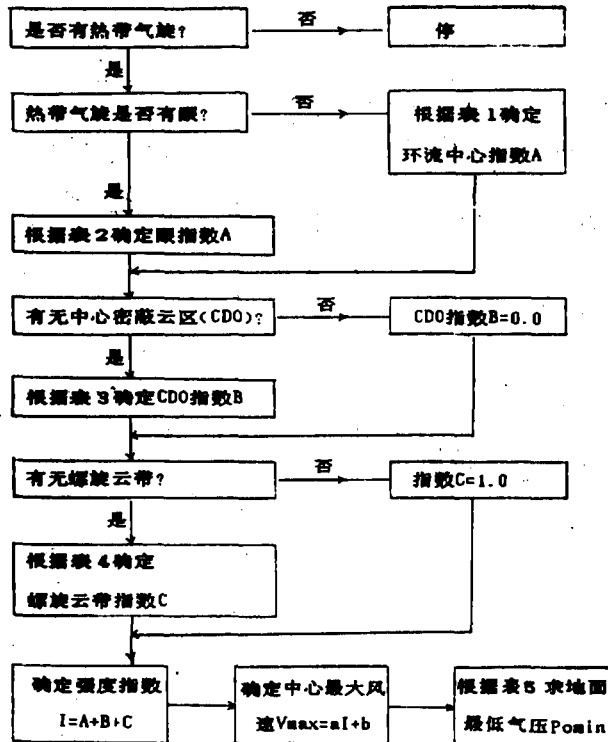 是否有热带气旋?
否
停
是
热带气旋是否有眼?
否
根据表1确定
环流中心指数A
是
根据表2确定眼指数A
有无中心密蔽云区(CDO)?
否
CDO指数B=0.0
是
根据表3确定CDO指数B
有无螺旋云带?
否
指数C=1.0
是
根据表4确定
螺旋云带指数C
确定强度指数
I=A+B+C
确定中心最大风
速Vmax=aI+b
根据表5求地面
最低气压Pomin